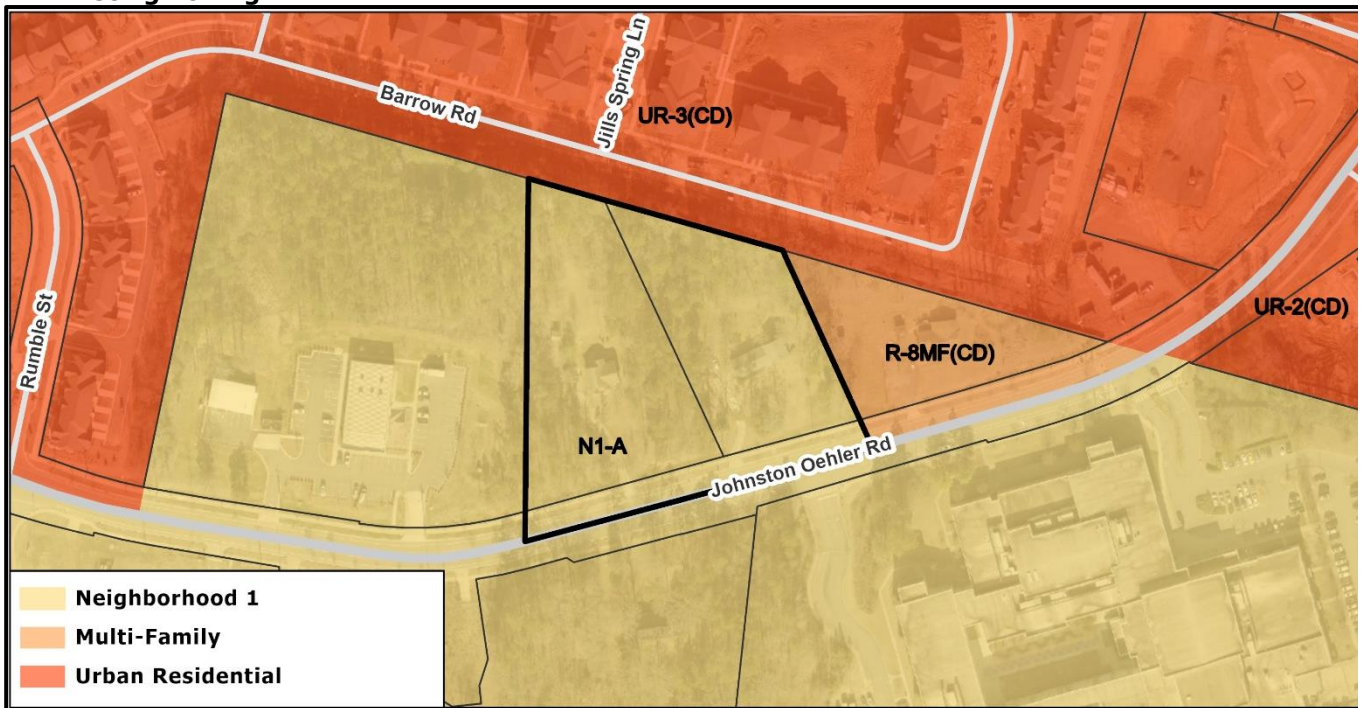 Barrow Rd
Jills Spring Ln
UR-3(CD)
Rumble St
UR-2(CD)
R-8MF(CD)
N1-A
Johnston Oehler Rd
Neighborhood 1
Multi-Family
Urban Residential